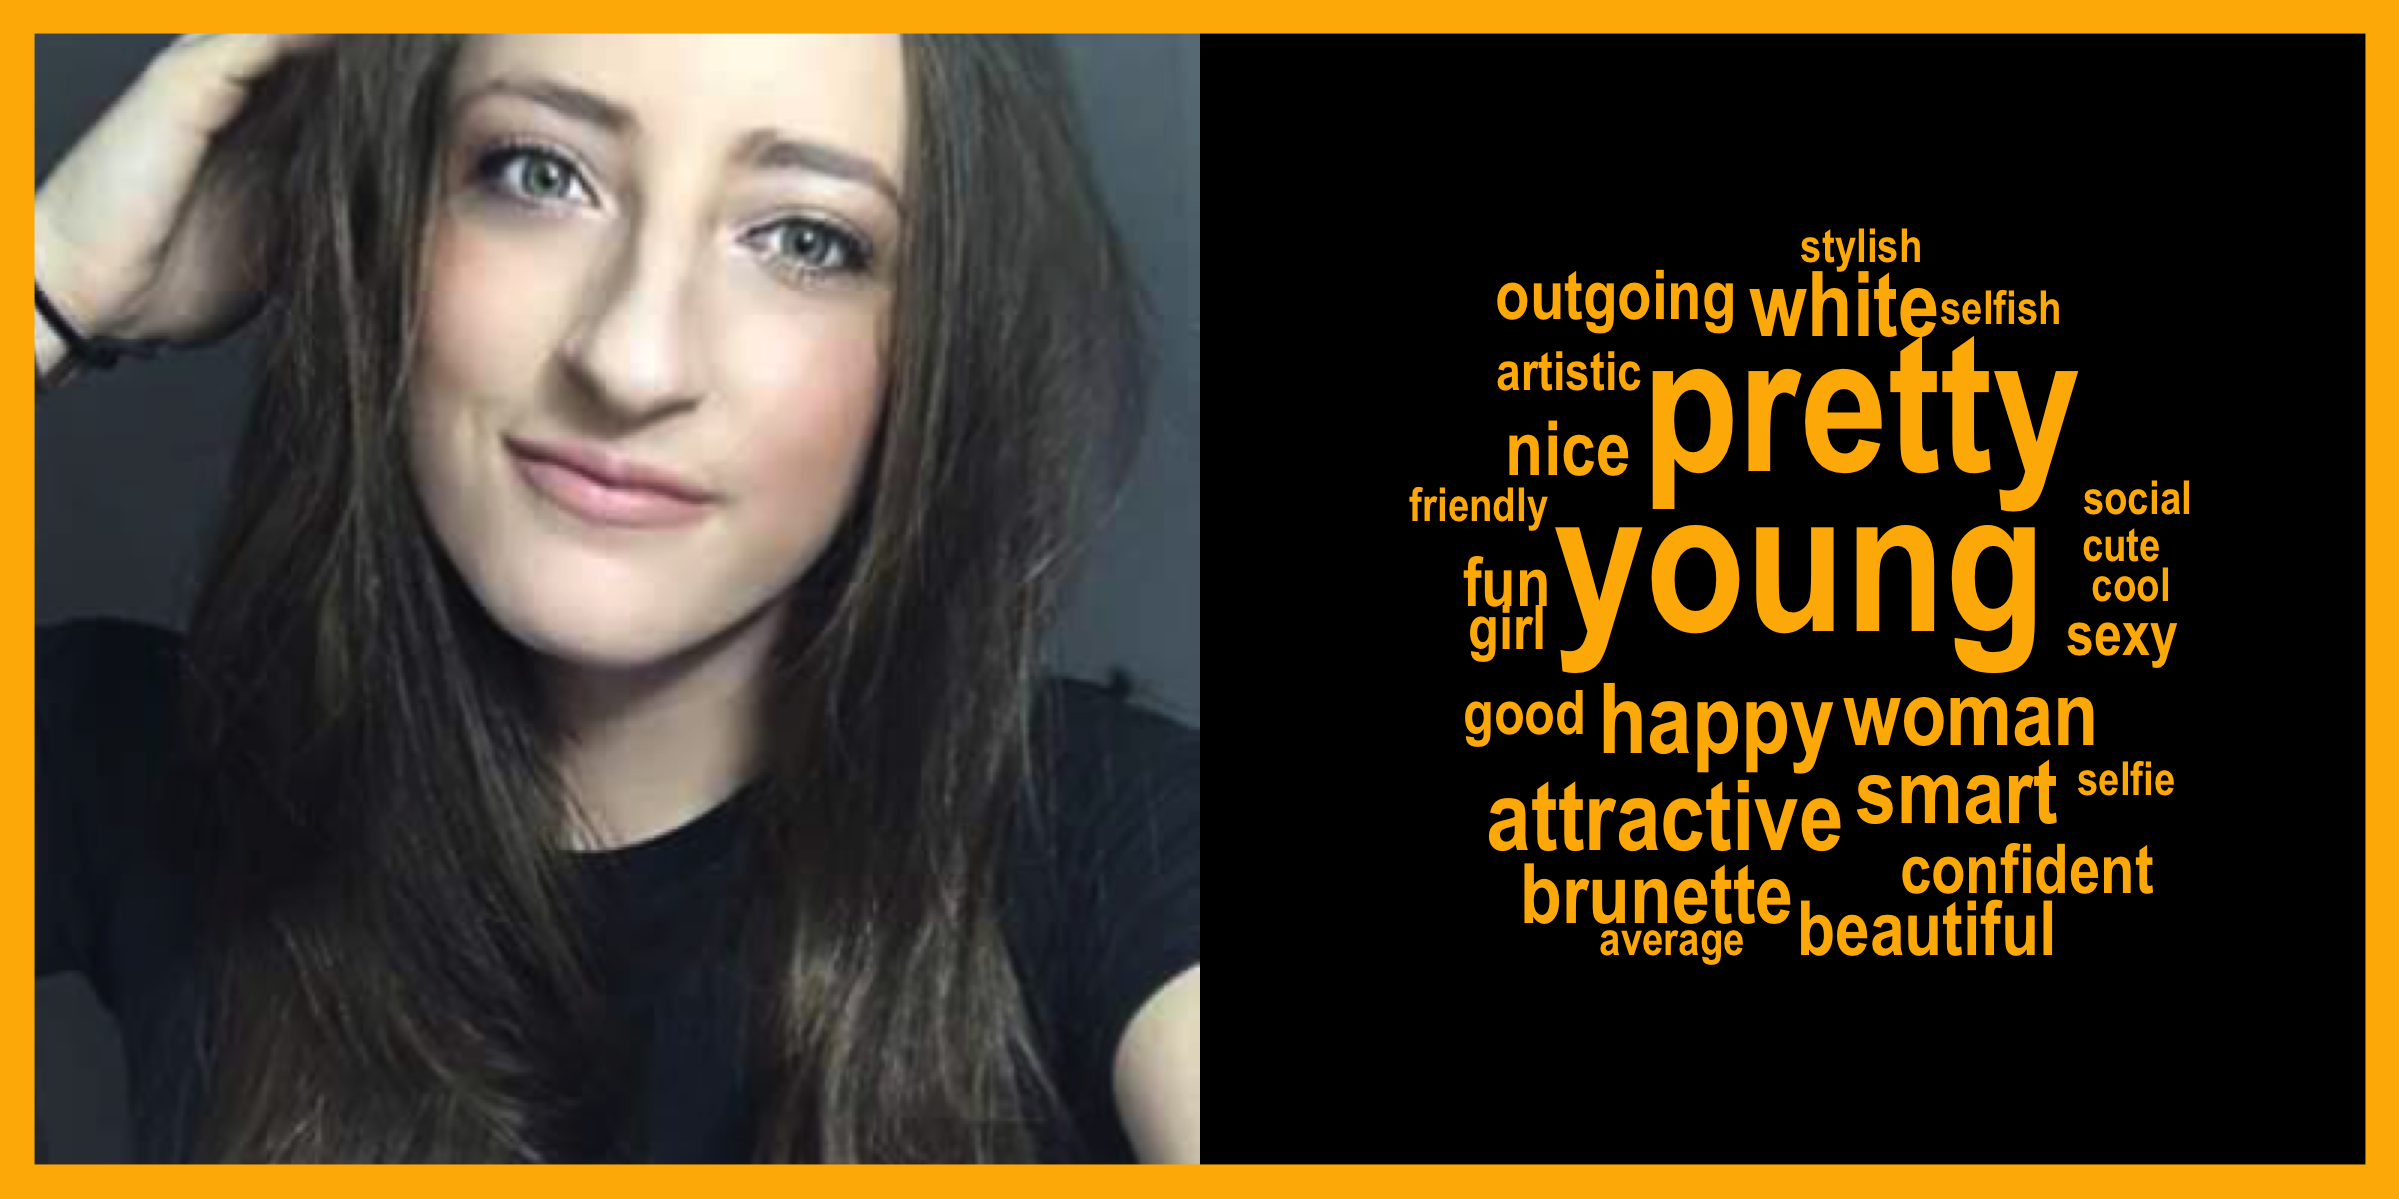 stylish
outgoing white selfish
artistic pretty
nice
friendly social
young cute
fun cool
girl sexy
good happy woman
attractive smart selfie
confident
brunette beautiful
average